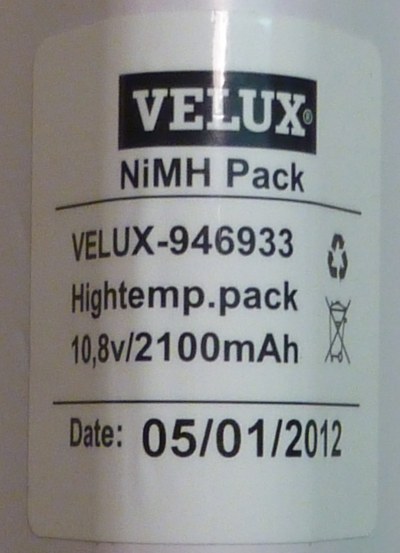 VELUX®
NiMH Pack
VELUX-946933
Hightemp.pack
10,8v/2100mAh
Date: 05/01/2012